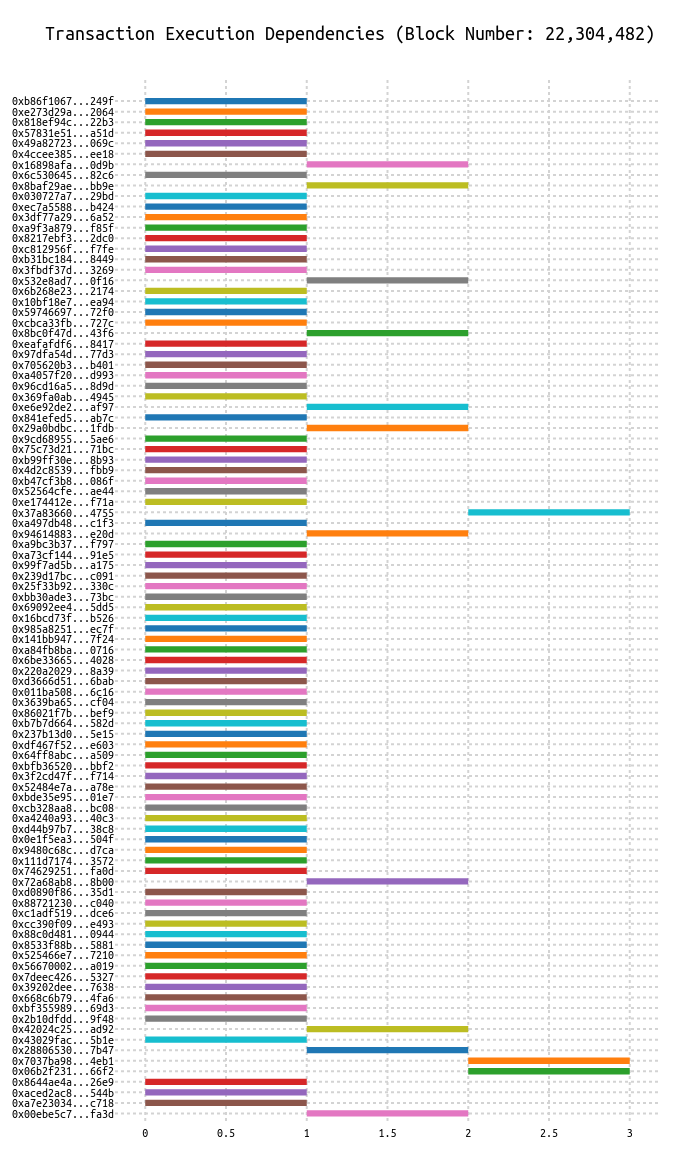 Transaction Execution Dependencies (Block Number: 22,304,482)
0xb86f1067...249f
0xe273d29a...2064
0x818ef94c...22b3
0x57831e51...a51d
0x49a82723...069c
0x4ccee385...ee18
0x16898afa...0d9b
0x6c530645...82c6
0x8baf29ae...bb9e
0x030727a7...29bd
0xec7a5588...b424
0x3df77a29...6a52
0xa9f3a879...f85f
0x8217ebf3...2dc0
0xc812956f...f7fe
0xb31bc184...8449
0x3fbdf37d...3269
0x532e8ad7...0f16
0x6b268e23...2174
0x10bf18e7...ea94
0x59746697...72f0
0xcbca33fb...727c
0x8bc0f47d...43f6
0xeafafdf6...8417
0x97dfa54d...77d3
0x705620b3...b401
0xa4057f20...d993
0x96cd16a5...8d9d
0x369fa0ab...4945
0xe6e92de2...af97
0x841efed5...ab7c
0x29a0bdbc...1fdb
0x9cd68955...5ae6
0x75c73d21...71bc
0xb99ff30e...8b93
0x4d2c8539...fbb9
0xb47cf3b8...086f
0x52564cfe...ae44
0xe174412e...f71a
0x37a83660...4755
0xa497db48...c1f3
0x94614883...e20d
0xa9bc3b37...f797
0xa73cf144...91e5
0x99f7ad5b...a175
0x239d17bc...c091
0x25f33b92...330c
0xbb30ade3...73bc
0x69092ee4...5dd5
0x16bcd73f...b526
0x985a8251...ec7f
0x141bb947...7f24
0xa84fb8ba...0716
0x6be33665...4028
0x220a2029...8a39
0xd3666d51...6bab
0x011ba508...6c16
0x3639ba65...cf04
0x86021f7b...bef9
0xb7b7d664...582d
0x237b13d0...5e15
0xdf467f52...e603
0x64ff8abc...a509
0xbfb36520...bbf2
0x3f2cd47f...f714
0x52484e7a...a78e
0xbde35e95...01e7
0xcb328aa8...bc08
0xa4240a93...40c3
0xd44b97b7...38c8
0x0e1f5ea3...504f
0x9480c68c...d7ca
0x111d7174...3572
0x74629251...fa0d
0x72a68ab8...8b00
0xd0890f86...35d1
0x88721230...c040
0xc1adf519...dce6
0xcc390f09...e493
0x88c0d481...0944
0x8533f88b...5881
0x525466e7...7210
0x56670002...a019
0x7deec426...5327
0x39202dee...7638
0x668c6b79...4fa6
0xbf355989...69d3
0x2b10dfdd...9f48
0x42024c25...ad92
0x43029fac...5b1e
0x28806530...7b47
0x7037ba98...4eb1
0x06b2f231...66f2
0x8644ae4a...26e9
0xaced2ac8...544b
0xa7e23034...c718
0x00ebe5c7...fa3d
0 0.5 1 1.5 2 2.5 3